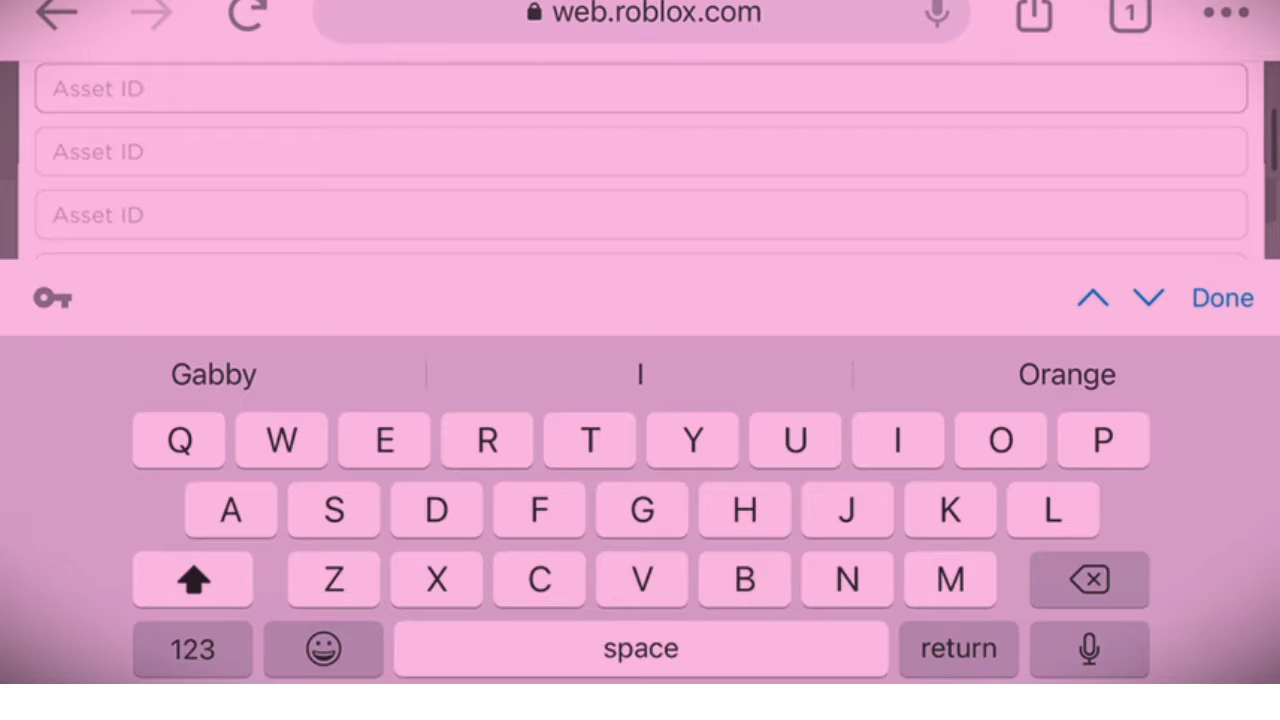 web.roblox.com 1
Asset ID
Asset ID
Asset ID
Done
Gabby I Orange
Q W E R T Y U I O P
A S D F G H J K L
Z X C V B N M
123 space return